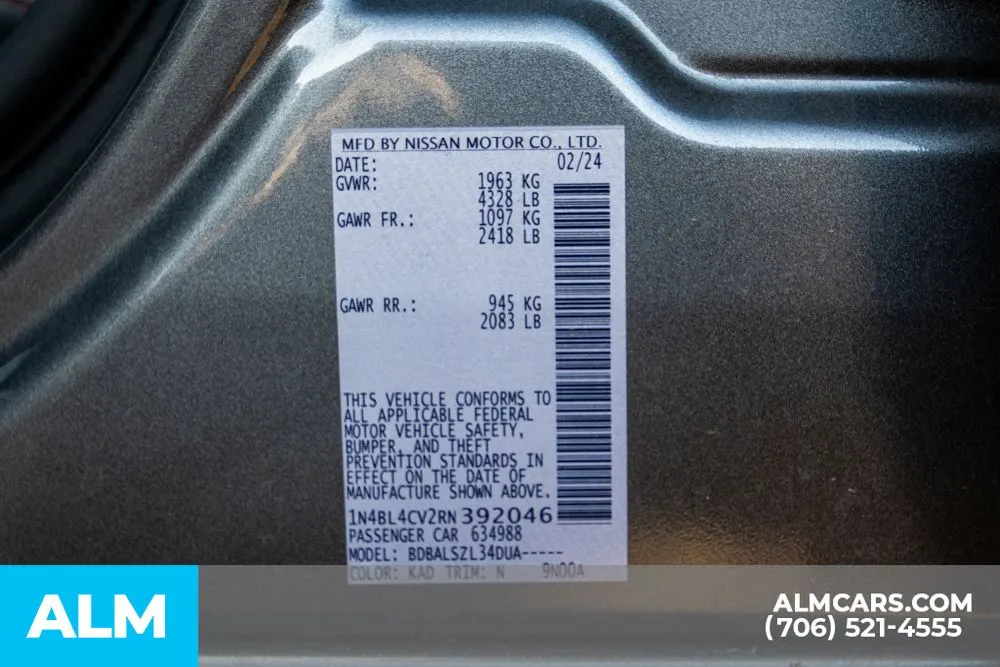 MFD BY NISSAN MOTOR CO., LTD.
DATE: 02/24
GVWR: 1963 KG
4328 LB
GAWR FR.: 1097 KG
2418 LB
GAWR RR.: 945 KG
2083 LB
THIS VEHICLE CONFORMS TO
ALL APPLICABLE FEDERAL
MOTOR VEHICLE SAFETY,
BUMPER, AND THEFT
PREVENTION STANDARDS IN
EFFECT ON THE DATE OF
MANUFACTURE SHOWN ABOVE.
1N4BL4CV2RN392046
PASSENGER CAR 634988
MODEL: BDBALSZL34DUA-----
COLOR: KAD TRIM: N 9N00A
ALM
ALMCARS.COM
(706) 521-4555